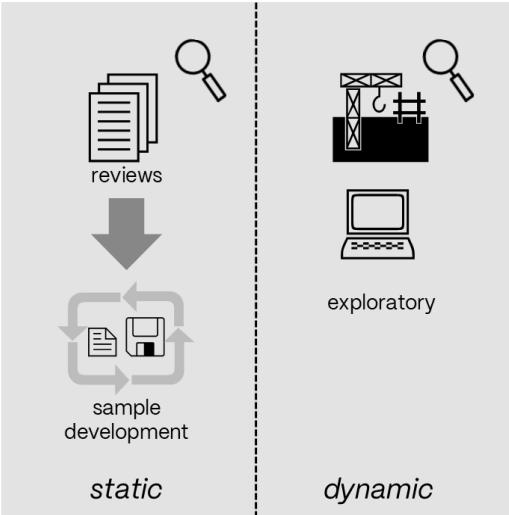 reviews
sample
development
static
exploratory
dynamic